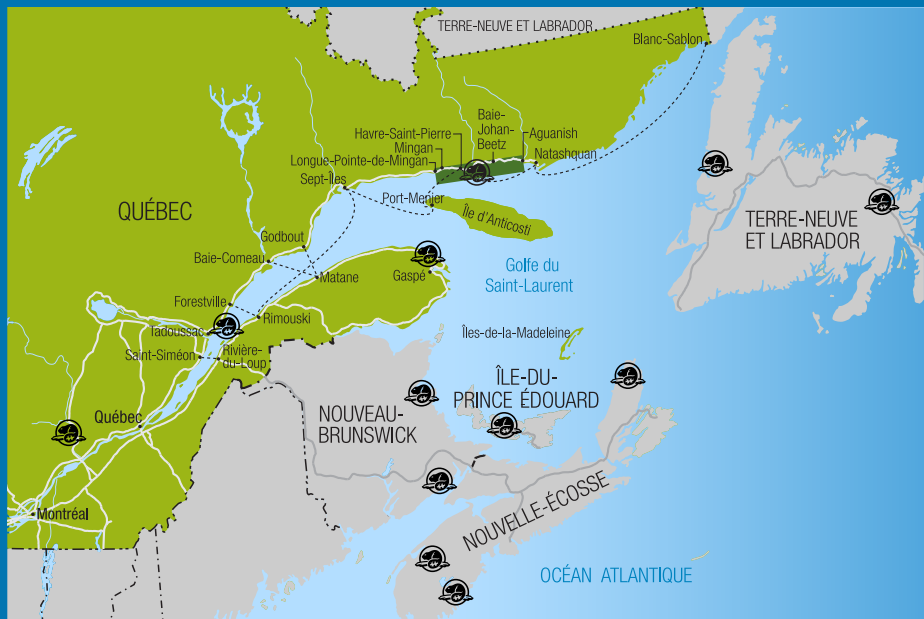 TERRE-NEUVE ET LABRADOR
Blanc-Sablon
Baie-
Johan-
Beetz
Havre-Saint-Pierre
Aguanish
Mingan
Longue-Pointe-de-Mingan
Natashquan
Sept-Îles
Port-Menier
Île d'Anticosti
QUÉBEC
TERRE-NEUVE
ET LABRADOR
Godbout
Baie-Comeau
Golfe du
Saint-Laurent
Matane
Gaspé
Forestville
Rimouski
Tadoussac
Îles-de-la-Madeleine
Saint-Siméon
Rivière-
du-Loup
ÎLE-DU-
PRINCE ÉDOUARD
Québec
NOUVEAU-
BRUNSWICK
Montréal
NOUVELLE-ÉCOSSE
OCÉAN ATLANTIQUE